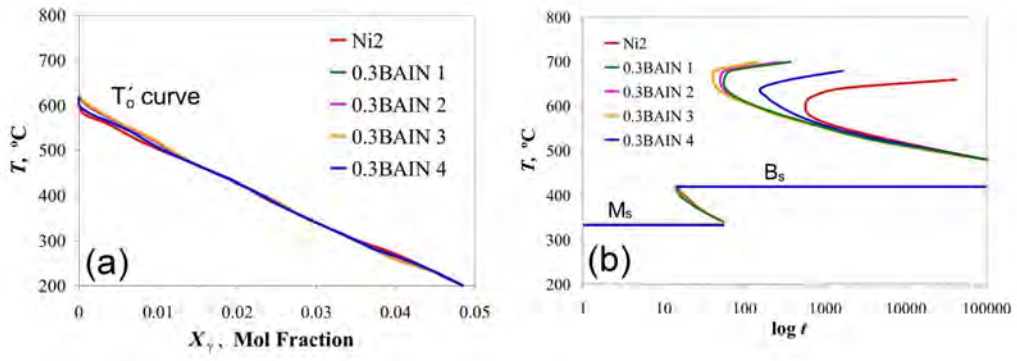 800
700
600
500
400
300
200
T, °C
T'o curve
Ni2
0.3BAIN 1
0.3BAIN 2
0.3BAIN 3
0.3BAIN 4
(a)
0 0.01 0.02 0.03 0.04 0.05
Xγ, Mol Fraction
800
700
600
500
400
300
200
T, °C
Ni2
0.3BAIN 1
0.3BAIN 2
0.3BAIN 3
0.3BAIN 4
Bs
Ms
(b)
1 10 100 1000 10000 100000
log t